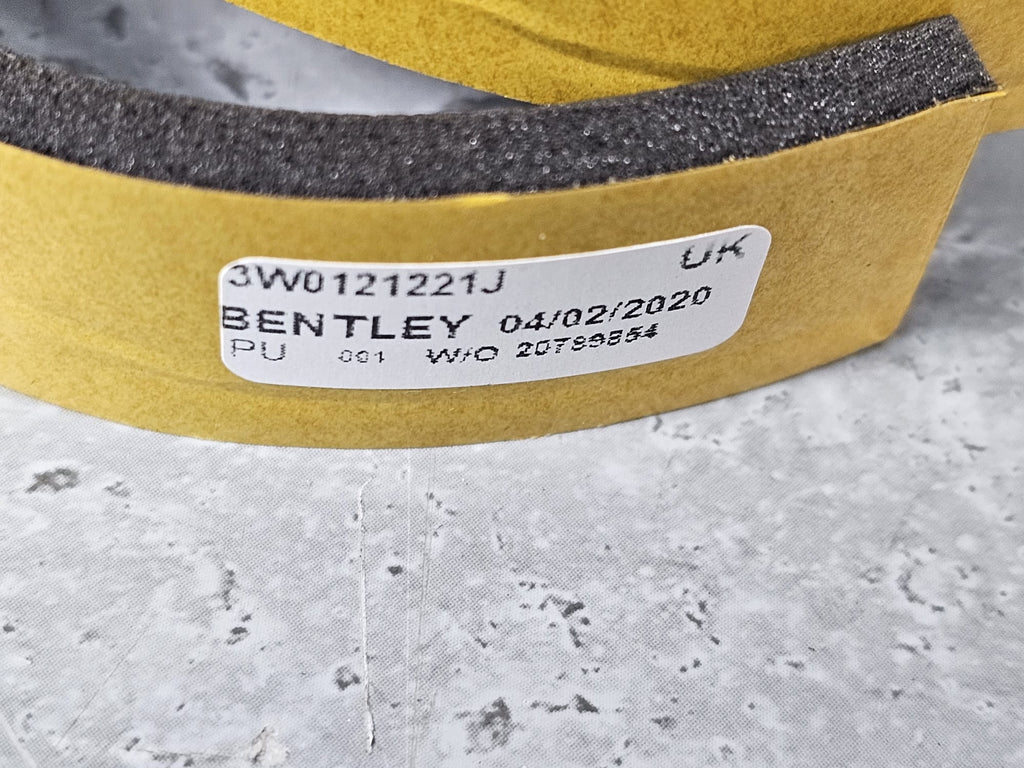 3W0121221J UK
BENTLEY 04/02/2020
PU 001 W/O 20789854